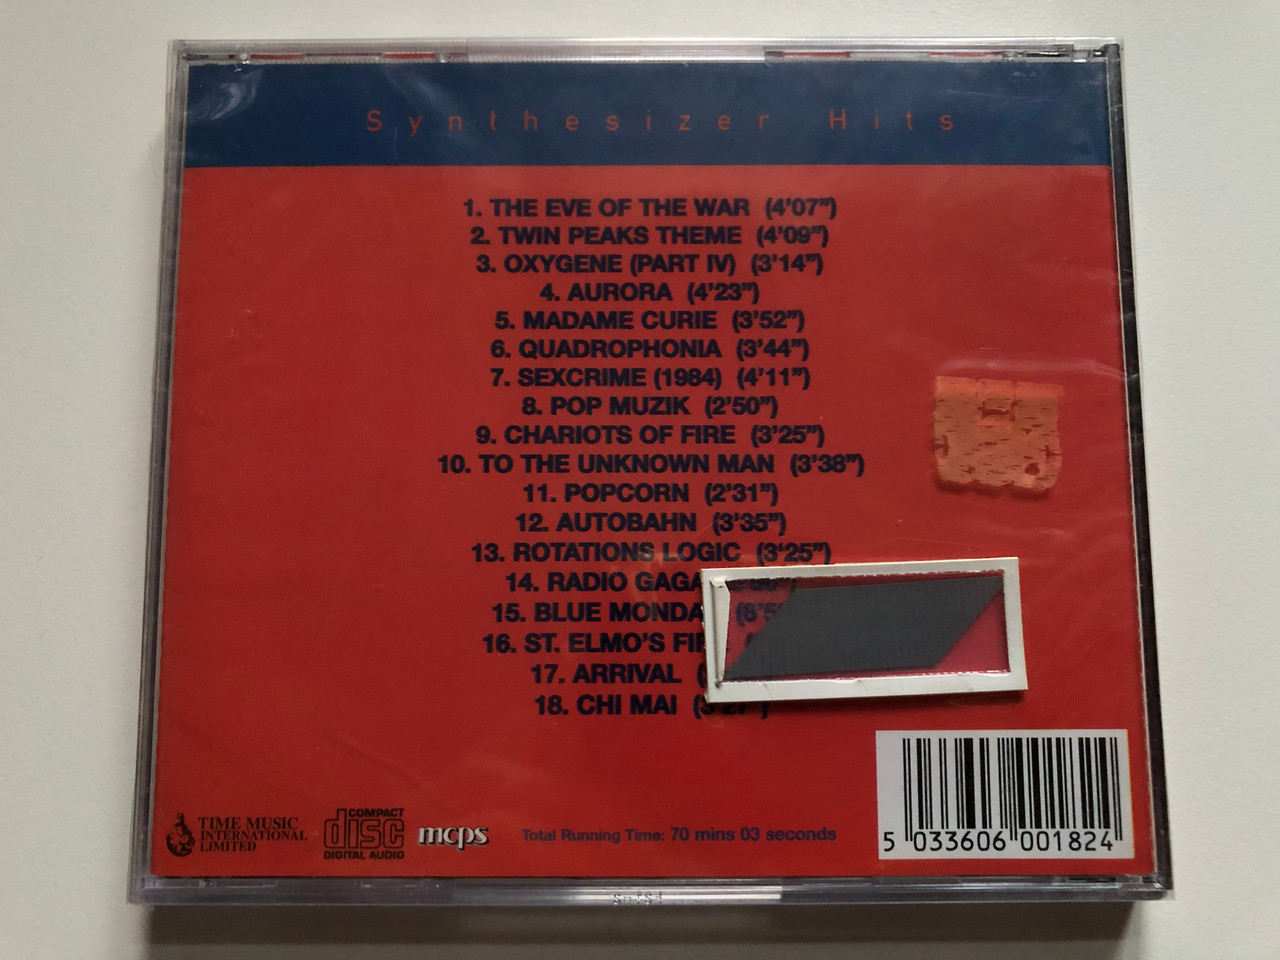 Synthesizer Hits
1. THE EVE OF THE WAR (4'07")
2. TWIN PEAKS THEME (4'09")
3. OXYGENE (PART IV) (3'14")
4. AURORA (4'23")
5. MADAME CURIE (3'52")
6. QUADROPHONIA (3'44")
7. SEXCRIME (1984) (4'11")
8. POP MUZIK (2'50")
9. CHARIOTS OF FIRE (3'25")
10. TO THE UNKNOWN MAN (3'38")
11. POPCORN (2'31")
12. AUTOBAHN (3'35")
13. ROTATIONS LOGIC (3'25")
14. RADIO GAGA
15. BLUE MONDA
16. ST. ELMO'S
17. ARRIVAL
18. CHI MAI (3'27")
TIME MUSIC
INTERNATIONAL
LIMITED
COMPACT
disc
DIGITAL AUDIO
mcps
Total Running Time: 70 mins 03 seconds
5 033606 001824